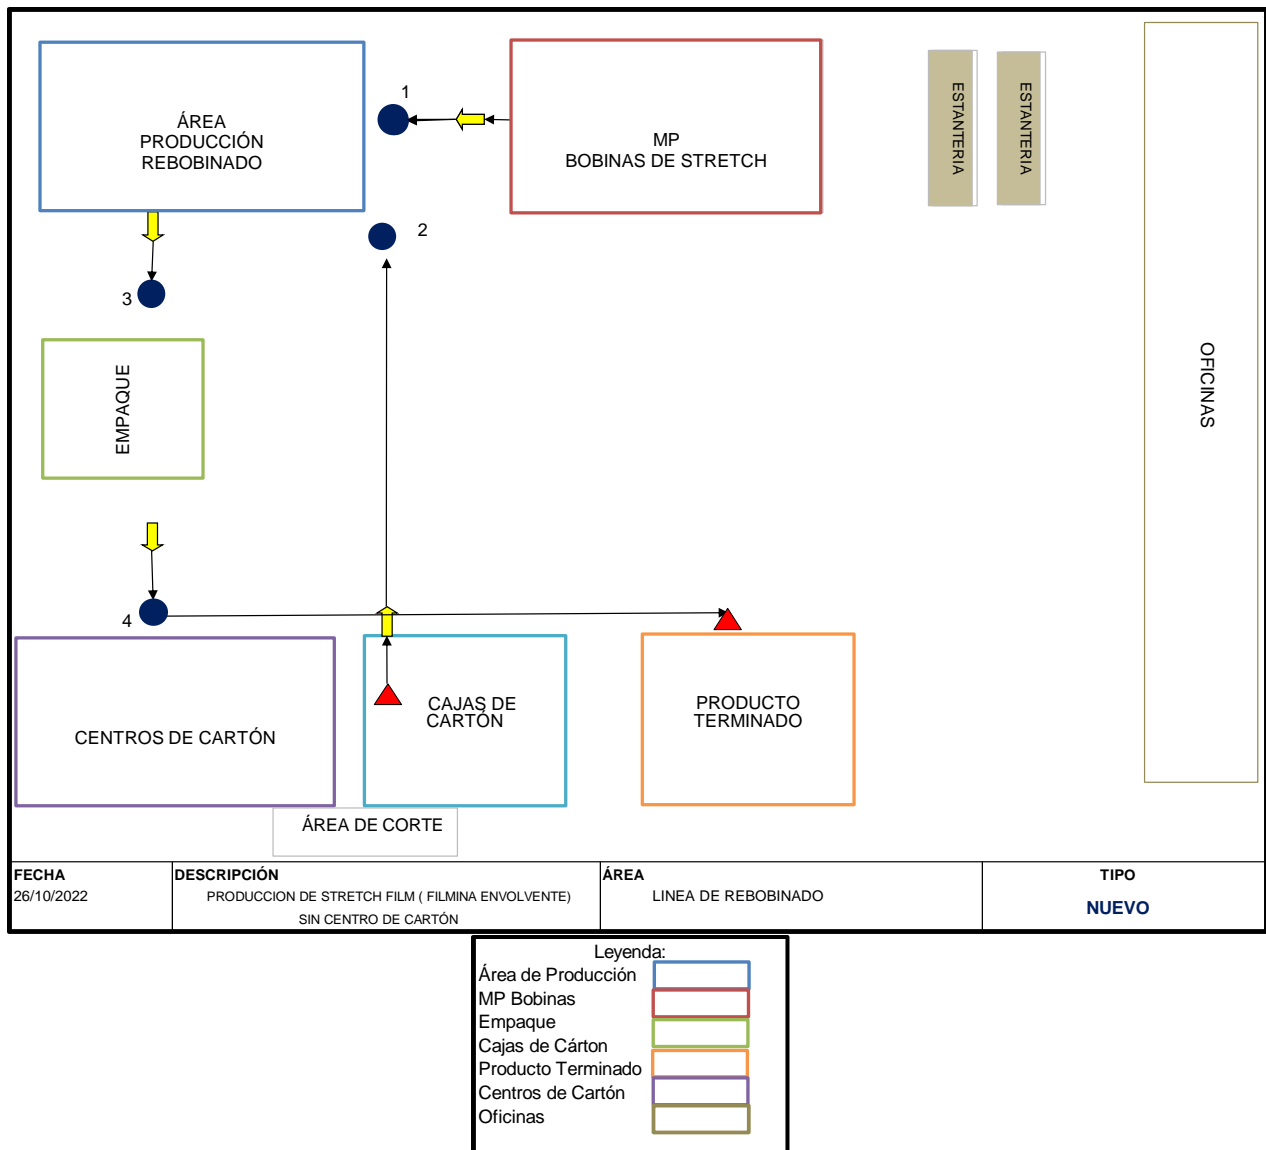 1
ÁREA
PRODUCCIÓN
REBOBINADO
MP
BOBINAS DE STRETCH
ESTANTERIA
ESTANTERIA
2
3
EMPAQUE
OFICINAS
4
CENTROS DE CARTÓN
CAJAS DE
CARTÓN
PRODUCTO
TERMINADO
ÁREA DE CORTE
FECHA
26/10/2022
DESCRIPCIÓN
PRODUCCION DE STRETCH FILM ( FILMINA ENVOLVENTE)
SIN CENTRO DE CARTÓN
ÁREA
LINEA DE REBOBINADO
TIPO
NUEVO
Leyenda:
Área de Producción
MP Bobinas
Empaque
Cajas de Cárton
Producto Terminado
Centros de Cartón
Oficinas